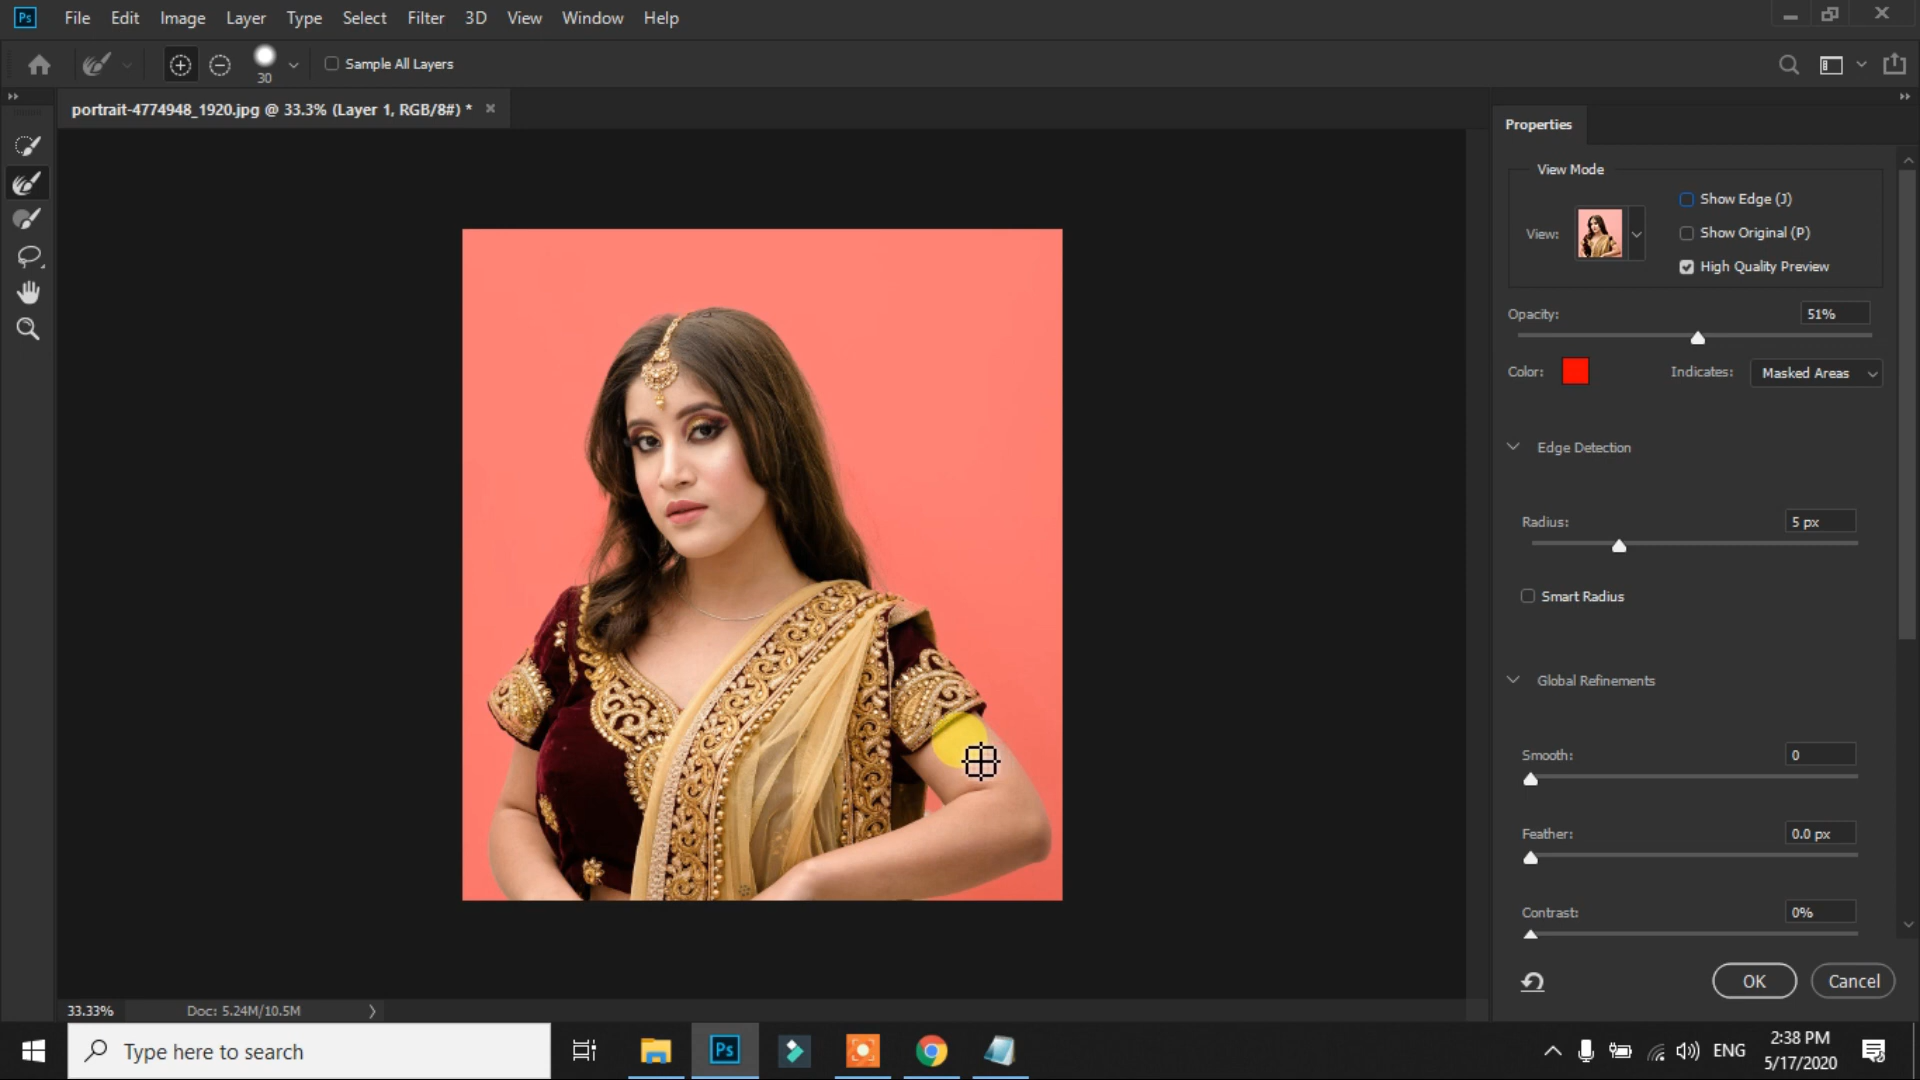 Ps File Edit Image Layer Type Select Filter 3D View Window Help
30 Sample All Layers
portrait-4774948_1920.jpg @ 33.3% (Layer 1, RGB/8#) *
Properties
View Mode
Show Edge (J)
View:
Show Original (P)
High Quality Preview
Opacity: 51%
Color: Indicates: Masked Areas
Edge Detection
Radius: 5 px
Smart Radius
Global Refinements
Smooth: 0
Feather: 0.0 px
Contrast: 0%
OK Cancel
33.33% Doc: 5.24M/10.5M
Type here to search Ps ENG 2:38 PM
5/17/2020